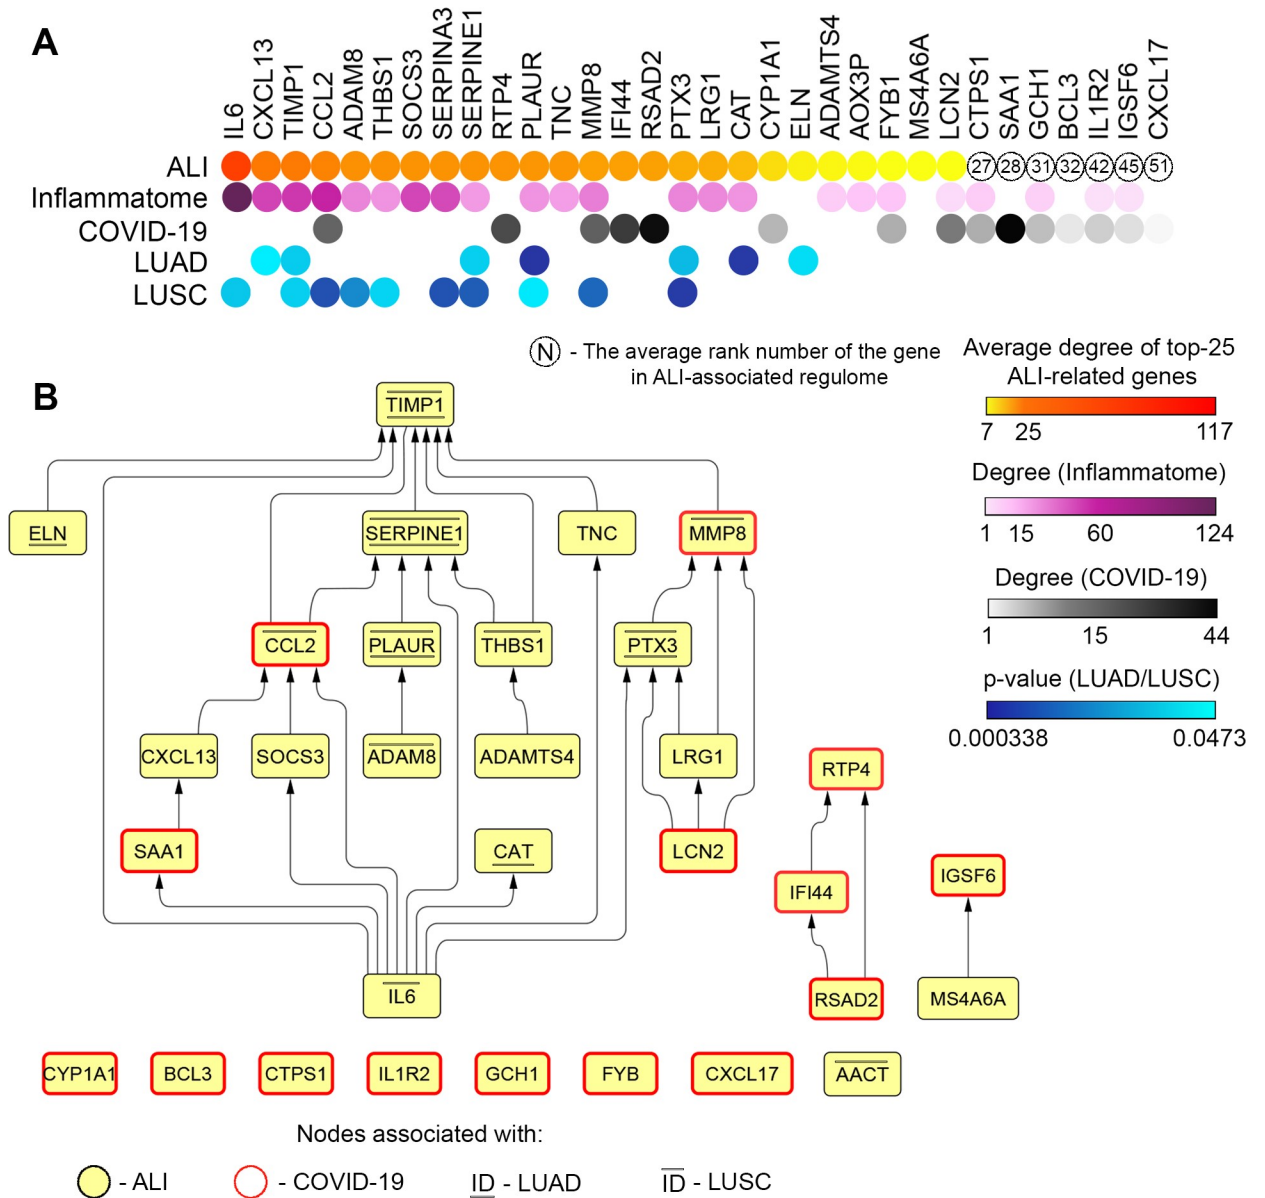 A
IL6
CXCL13
TIMP1
CCL2
ADAM8
THBS1
SOCS3
SERPINA3
SERPINE1
RTP4
PLAUR
TNC
MMP8
IFI44
RSAD2
PTX3
LRG1
CAT
CYP1A1
ELN
ADAMTS4
AOX3P
FYB1
MS4A6A
LCN2
CTPS1
SAA1
GCH1
BCL3
IL1R2
IGSF6
CXCL17
ALI
27 28 31 32 42 45 51
Inflammatome
COVID-19
LUAD
LUSC
N - The average rank number of the gene
in ALI-associated regulome
Average degree of top-25
ALI-related genes
7 25 117
Degree (Inflammatome)
1 15 60 124
Degree (COVID-19)
1 15 44
p-value (LUAD/LUSC)
0.000338 0.0473
B
TIMP1
ELN
SERPINE1
TNC
MMP8
CCL2
PLAUR
THBS1
PTX3
CXCL13
SOCS3
ADAM8
ADAMTS4
LRG1
RTP4
SAA1
CAT
LCN2
IFI44
IGSF6
IL6
RSAD2
MS4A6A
CYP1A1
BCL3
CTPS1
IL1R2
GCH1
FYB
CXCL17
AACT
Nodes associated with:
- ALI
- COVID-19
ID - LUAD
ID - LUSC